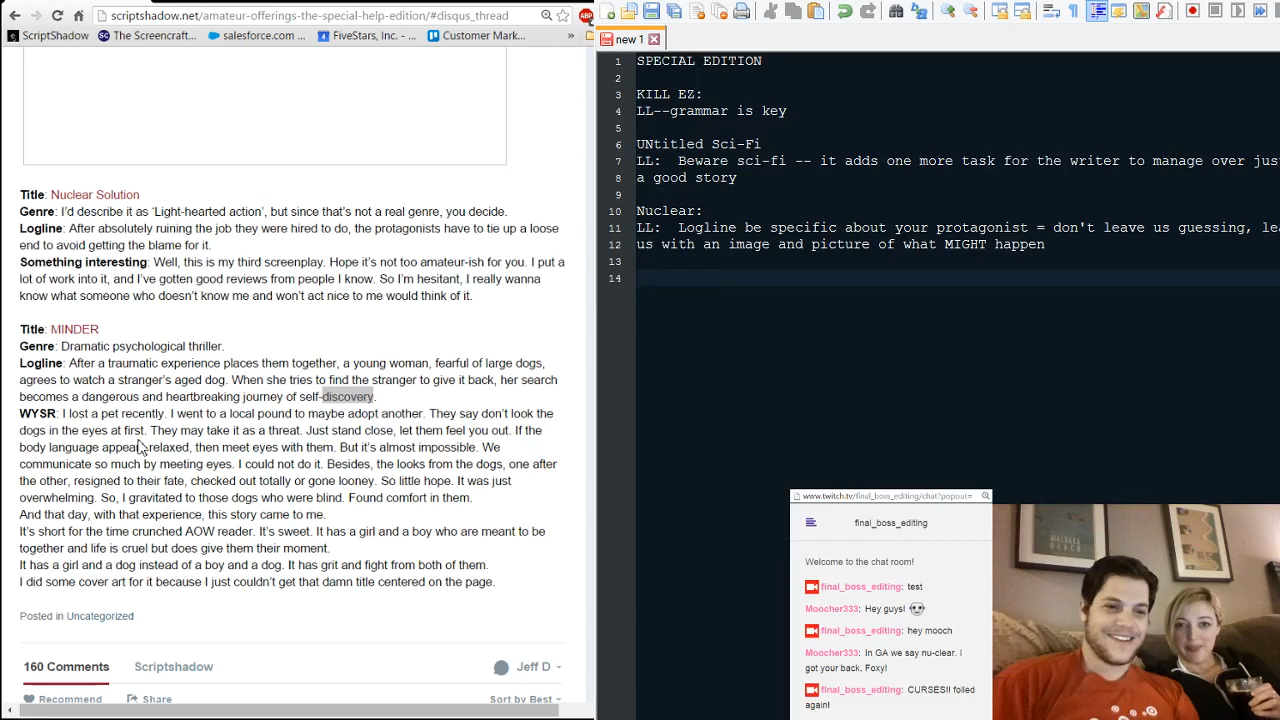 scriptshadow.net/amateur-offerings-the-special-help-edition/#disqus_thread
ABP
ScriptShadow
SC The Screencraft...
salesforce.com ...
FiveStars, Inc. - ...
Customer Mark...
»
Title: Nuclear Solution
Genre: I'd describe it as 'Light-hearted action', but since that's not a real genre, you decide.
Logline: After absolutely ruining the job they were hired to do, the protagonists have to tie up a loose
end to avoid getting the blame for it.
Something interesting: Well, this is my third screenplay. Hope it's not too amateur-ish for you. I put a
lot of work into it, and I've gotten good reviews from people I know. So I'm hesitant, I really wanna
know what someone who doesn't know me and won't act nice to me would think of it.
Title: MINDER
Genre: Dramatic psychological thriller.
Logline: After a traumatic experience places them together, a young woman, fearful of large dogs,
agrees to watch a stranger's aged dog. When she tries to find the stranger to give it back, her search
becomes a dangerous and heartbreaking journey of self-discovery.
WYSR: I lost a pet recently. I went to a local pound to maybe adopt another. They say don't look the
dogs in the eyes at first. They may take it as a threat. Just stand close, let them feel you out. If the
body language appears relaxed, then meet eyes with them. But it's almost impossible. We
communicate so much by meeting eyes. I could not do it. Besides, the looks from the dogs, one after
the other, resigned to their fate, checked out totally or gone looney. So little hope. It was just
overwhelming. So, I gravitated to those dogs who were blind. Found comfort in them.
And that day, with that experience, this story came to me.
It's short for the time crunched AOW reader. It's sweet. It has a girl and a boy who are meant to be
together and life is cruel but does give them their moment.
It has a girl and a dog instead of a boy and a dog. It has grit and fight from both of them.
I did some cover art for it because I just couldn't get that damn title centered on the page.
Posted in Uncategorized
160 Comments
Scriptshadow
Jeff D
Recommend
Share
Sort by Best
new 1
1 SPECIAL EDITION
2
3 KILL EZ:
4 LL--grammar is key
5
6 UNtitled Sci-Fi
7 LL: Beware sci-fi -- it adds one more task for the writer to manage over jus
8 a good story
9
10 Nuclear:
11 LL: Logline be specific about your protagonist = don't leave us guessing, lea
12 us with an image and picture of what MIGHT happen
13
14
www.twitch.tv/final_boss_editing/chat?popout=
final_boss_editing
Welcome to the chat room!
final_boss_editing: test
Moocher333: Hey guys!
final_boss_editing: hey mooch
Moocher333: In GA we say nu-clear. I
got your back, Foxy!
final_boss_editing: CURSES!! foiled
again!